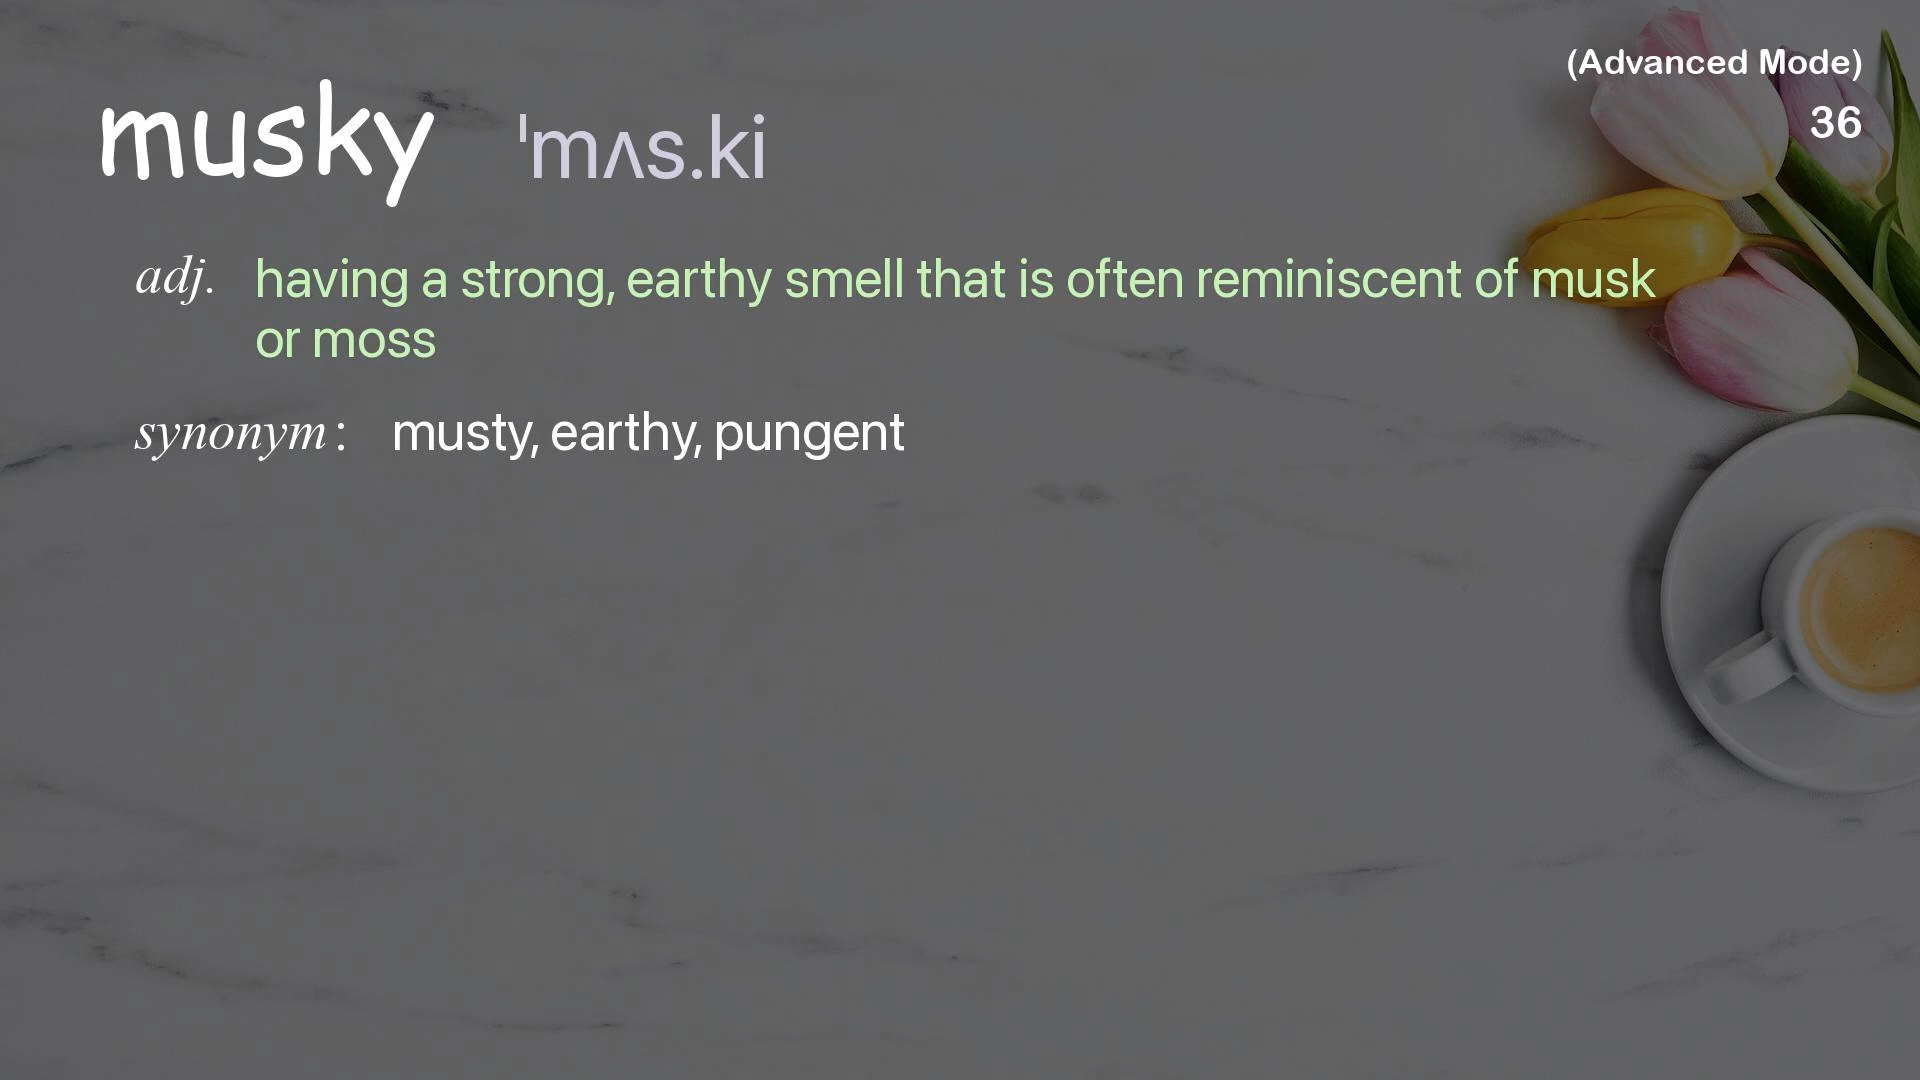 (Advanced Mode)
36
musky ˈmʌs.ki
adj. having a strong, earthy smell that is often reminiscent of musk
or moss
synonym: musty, earthy, pungent